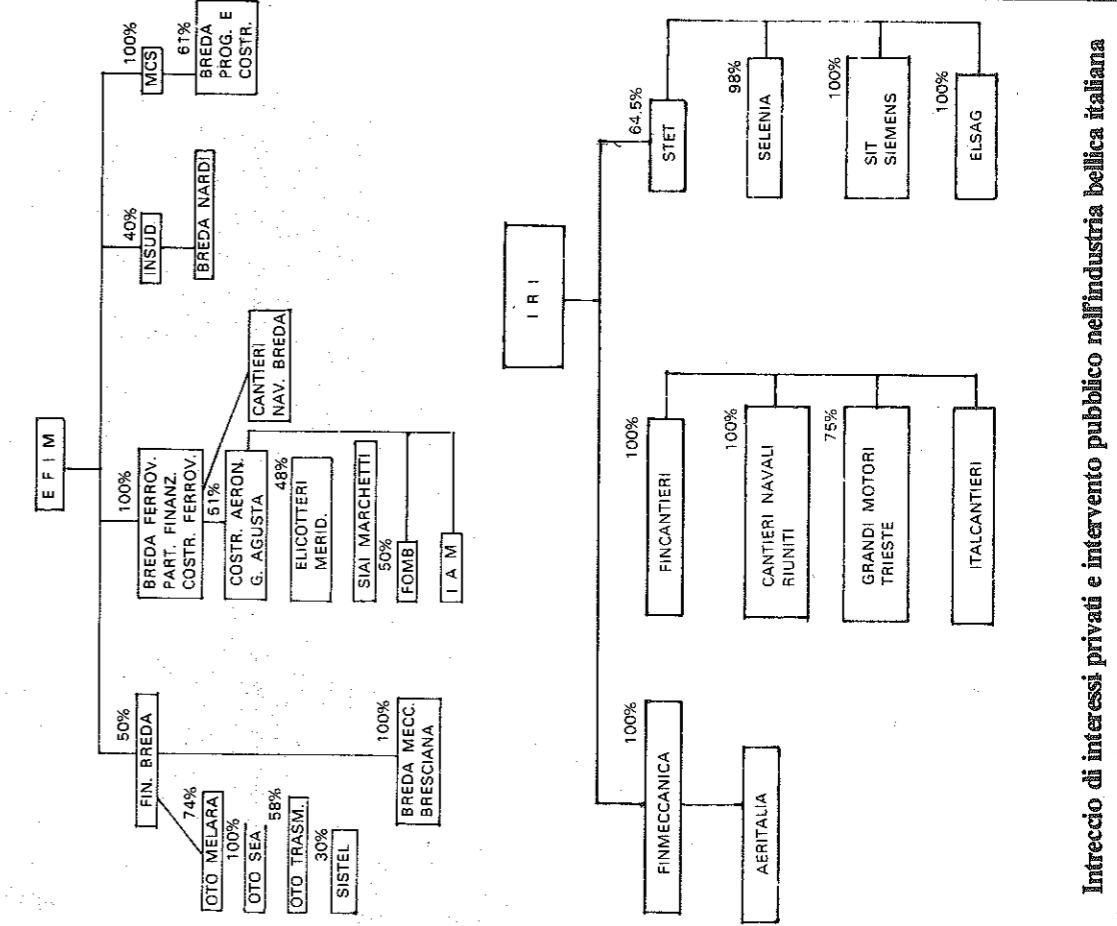 E F I M
50%
FIN. BREDA
74%
OTO MELARA
100%
OTO SEA
58%
OTO TRASM.
30%
SISTEL
100%
BREDA MECC.
BRESCIANA
100%
BREDA FERROV.
PART. FINANZ.
COSTR. FERROV.
51%
COSTR. AERON.
G. AGUSTA
48%
ELICOTTERI
MERID.
SIAI MARCHETTI
50%
FOMB
I A M
CANTIERI
NAV. BREDA
40%
INSUD.
BREDA NARDI
100%
MCS
61%
BREDA
PROG. E
COSTR.
I R I
100%
FINMECCANICA
AERITALIA
100%
FINCANTIERI
100%
CANTIERI NAVALI
RIUNITI
75%
GRANDI MOTORI
TRIESTE
ITALCANTIERI
64.5%
STET
98%
SELENIA
100%
SIT
SIEMENS
100%
ELSAG
Intreccio di interessi privati e intervento pubblico nell'industria bellica italiana